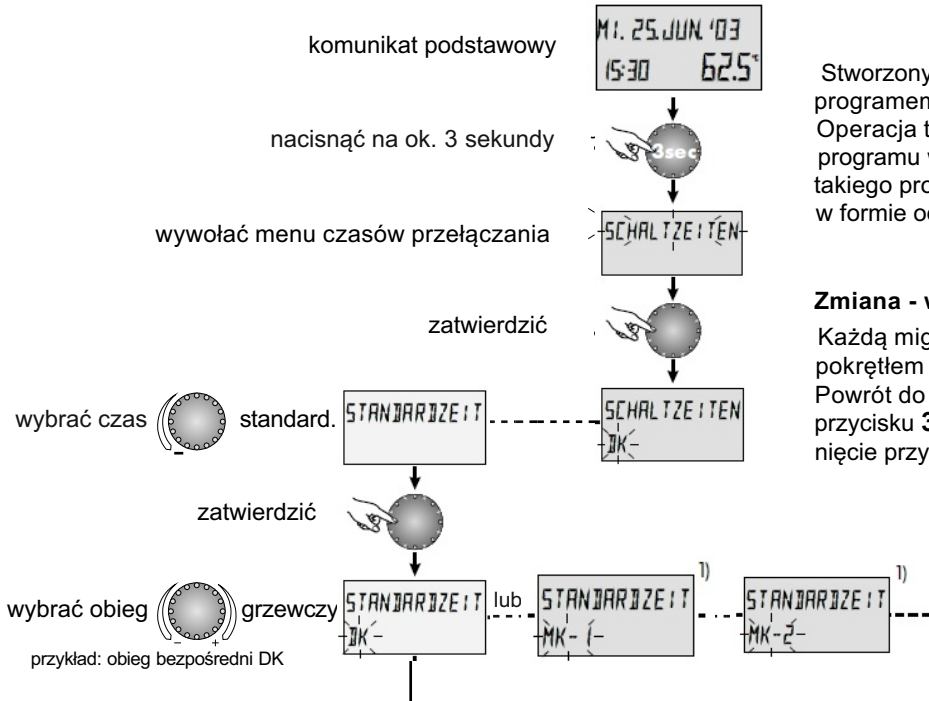 komunikat podstawowy
MI. 25.JUN. '03
15:30 62.5°
nacisnąć na ok. 3 sekundy
3sec
wywołać menu czasów przełączania
SCHALTZEITEN
zatwierdzić
wybrać czas
-
standard.
STANDARDZEIT
SCHALTZEITEN
DK
zatwierdzić
wybrać obieg
- +
grzewczy
przykład: obieg bezpośredni DK
STANDARDZEIT
DK
lub
STANDARDZEIT
MK-1
1)
STANDARDZEIT
MK-2
1)
Stworzony
programen
Operacja t
programu
takiego pro
w formie o
Zmiana - w
Każdą mig
pokrętłem
Powrót do
przycisku 3
nięcie przy